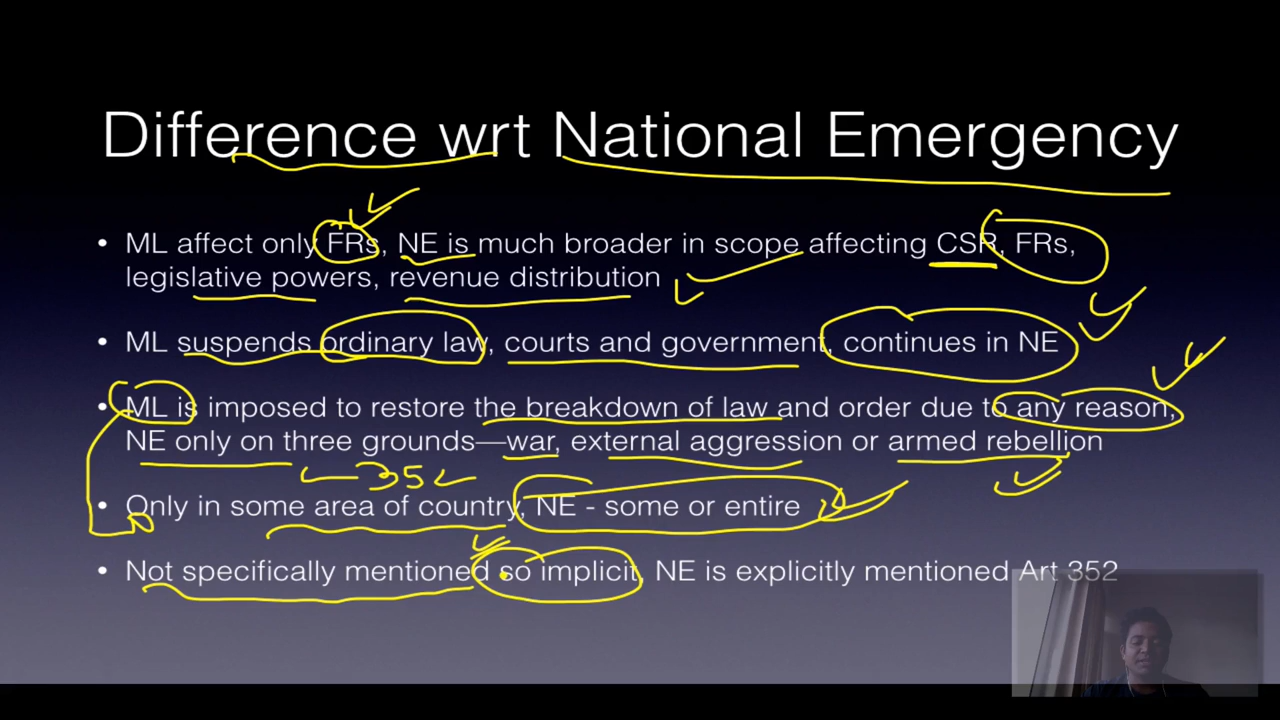 Difference wrt National Emergency
• ML affect only FRs, NE is much broader in scope affecting CSR, FRs,
legislative powers, revenue distribution
• ML suspends ordinary law, courts and government, continues in NE
• ML is imposed to restore the breakdown of law and order due to any reason,
NE only on three grounds—war, external aggression or armed rebellion
35
• Only in some area of country, NE - some or entire
• Not specifically mentioned so implicit, NE is explicitly mentioned Art 352